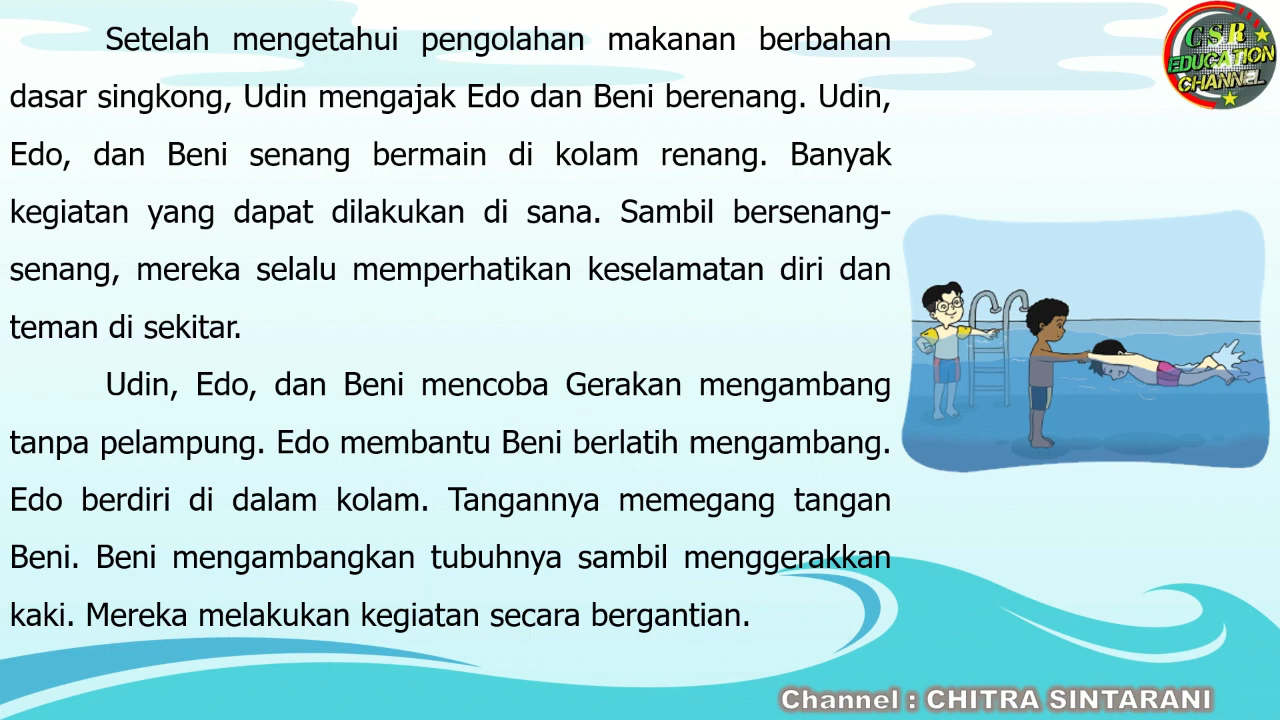 Setelah mengetahui pengolahan makanan berbahan
dasar singkong, Udin mengajak Edo dan Beni berenang. Udin,
Edo, dan Beni senang bermain di kolam renang. Banyak
kegiatan yang dapat dilakukan di sana. Sambil bersenang-
senang, mereka selalu memperhatikan keselamatan diri dan
teman di sekitar.
Udin, Edo, dan Beni mencoba Gerakan mengambang
tanpa pelampung. Edo membantu Beni berlatih mengambang.
Edo berdiri di dalam kolam. Tangannya memegang tangan
Beni. Beni mengambangkan tubuhnya sambil menggerakkan
kaki. Mereka melakukan kegiatan secara bergantian.
CSR
EDUCATION
CHANNEL
Channel : CHITRA SINTARANI